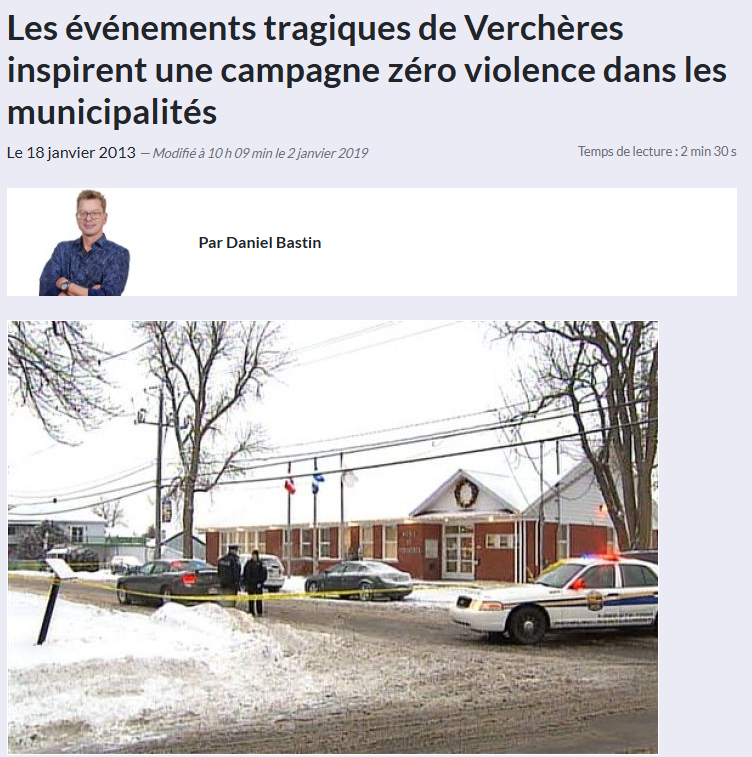 Les événements tragiques de Verchères
inspirent une campagne zéro violence dans les
municipalités
Le 18 janvier 2013 — Modifié à 10 h 09 min le 2 janvier 2019
Temps de lecture : 2 min 30 s
Par Daniel Bastin